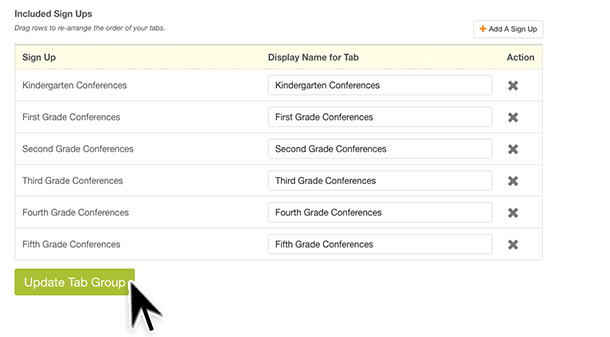 Included Sign Ups
Drag rows to re-arrange the order of your tabs.
+ Add A Sign Up
Sign Up Display Name for Tab Action
Kindergarten Conferences Kindergarten Conferences
First Grade Conferences First Grade Conferences
Second Grade Conferences Second Grade Conferences
Third Grade Conferences Third Grade Conferences
Fourth Grade Conferences Fourth Grade Conferences
Fifth Grade Conferences Fifth Grade Conferences
Update Tab Group